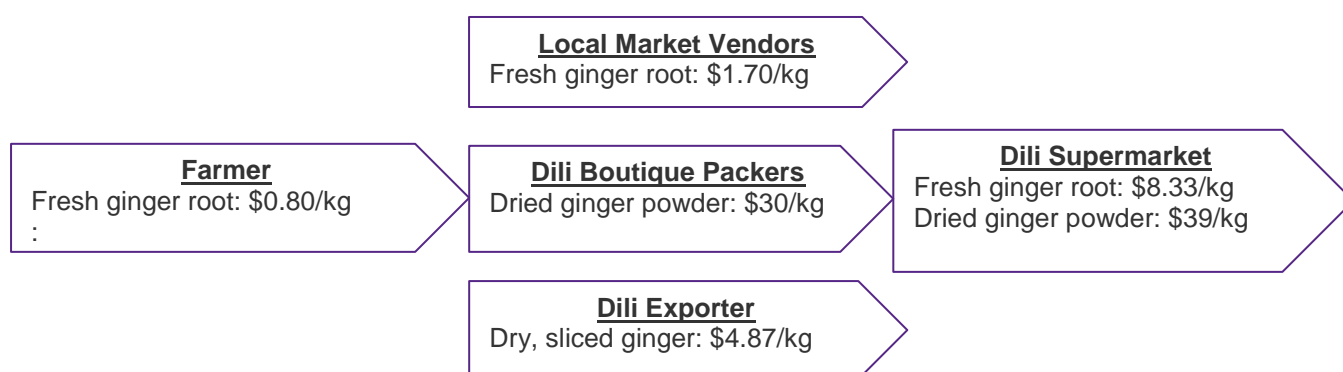 Local Market Vendors
Fresh ginger root: $1.70/kg
Farmer
Fresh ginger root: $0.80/kg
:
Dili Boutique Packers
Dried ginger powder: $30/kg
Dili Supermarket
Fresh ginger root: $8.33/kg
Dried ginger powder: $39/kg
Dili Exporter
Dry, sliced ginger: $4.87/kg